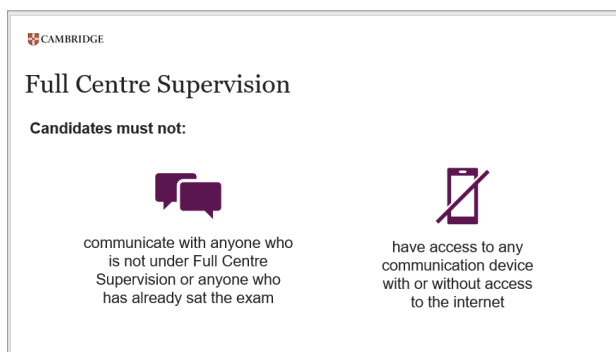 CAMBRIDGE
Full Centre Supervision
Candidates must not:
communicate with anyone who
is not under Full Centre
Supervision or anyone who
has already sat the exam
have access to any
communication device
with or without access
to the internet